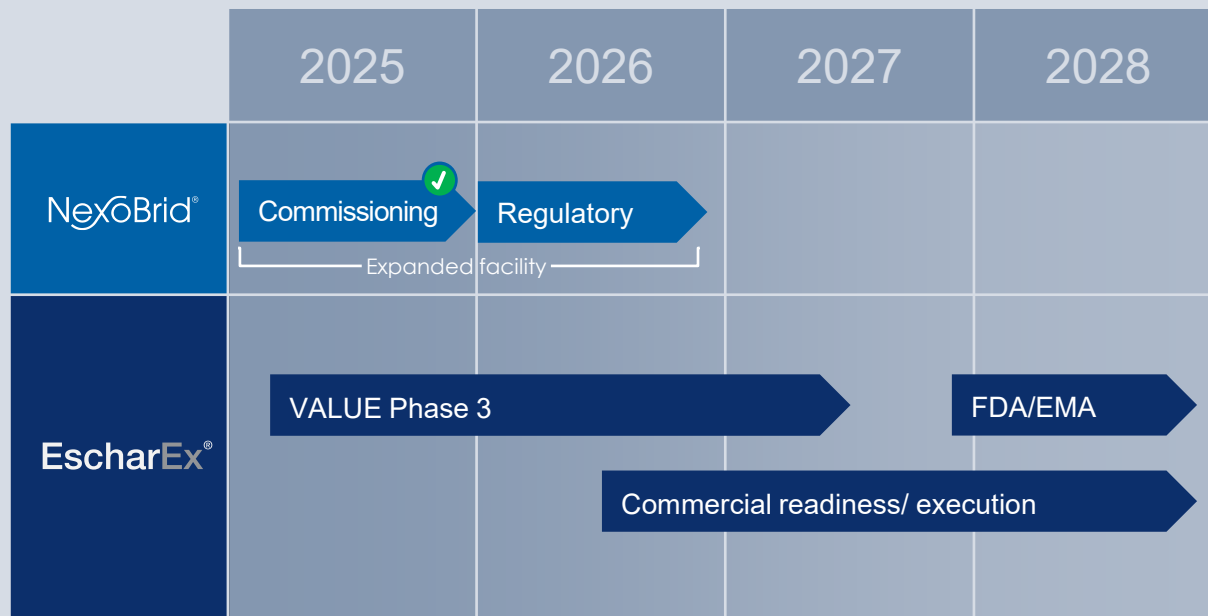 2025 2026 2027 2028
NexoBrid®
Commissioning Regulatory
Expanded facility
VALUE Phase 3 FDA/EMA
EscharEx®
Commercial readiness/ execution